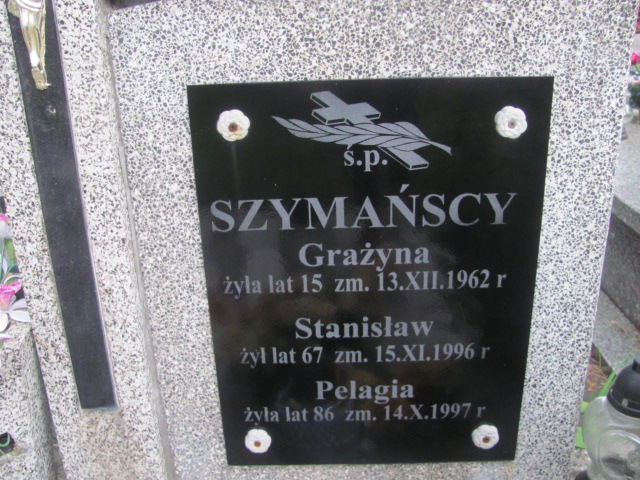 ś.p.
SZYMAŃSCY
Grażyna
żyła lat 15 zm. 13.XII.1962 r
Stanisław
żył lat 67 zm. 15.XI.1996 r
Pelagia
żyła lat 86 zm. 14.X.1997 r